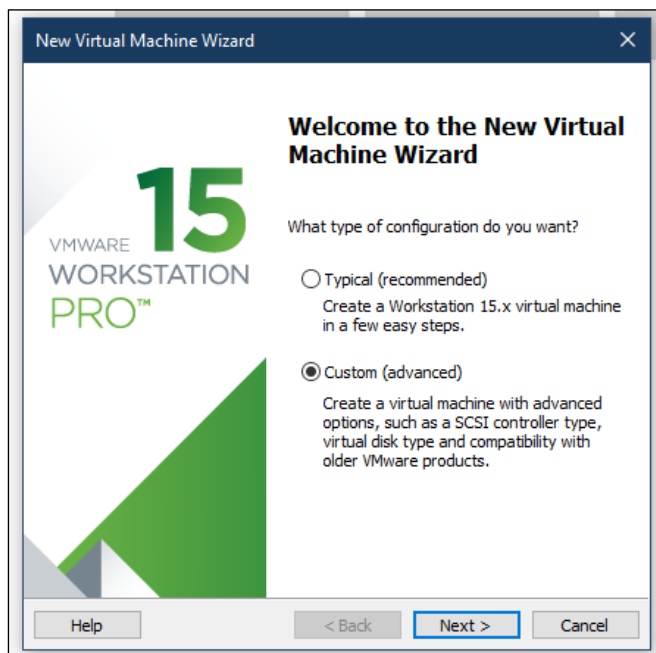 New Virtual Machine Wizard
15
VMWARE
WORKSTATION
PRO™
Welcome to the New Virtual
Machine Wizard
What type of configuration do you want?
Typical (recommended)
Create a Workstation 15.x virtual machine
in a few easy steps.
Custom (advanced)
Create a virtual machine with advanced
options, such as a SCSI controller type,
virtual disk type and compatibility with
older VMware products.
Help
< Back
Next >
Cancel